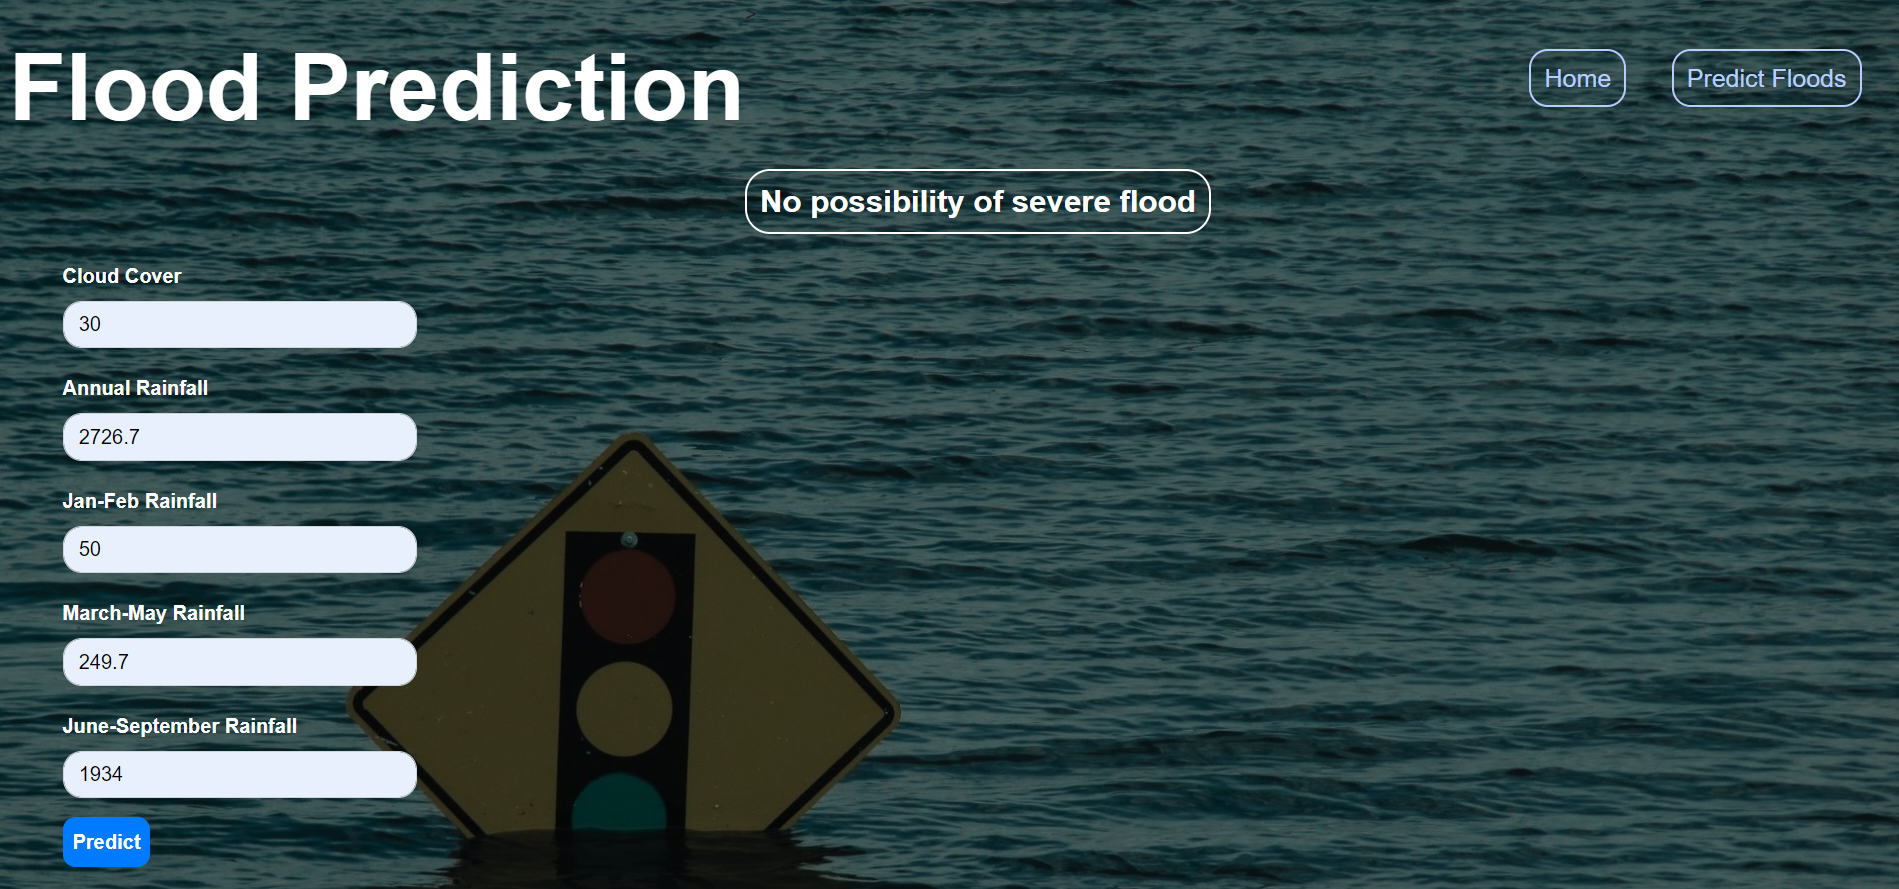 >
Flood Prediction
Home
Predict Floods
No possibility of severe flood
Cloud Cover
30
Annual Rainfall
2726.7
Jan-Feb Rainfall
50
March-May Rainfall
249.7
June-September Rainfall
1934
Predict